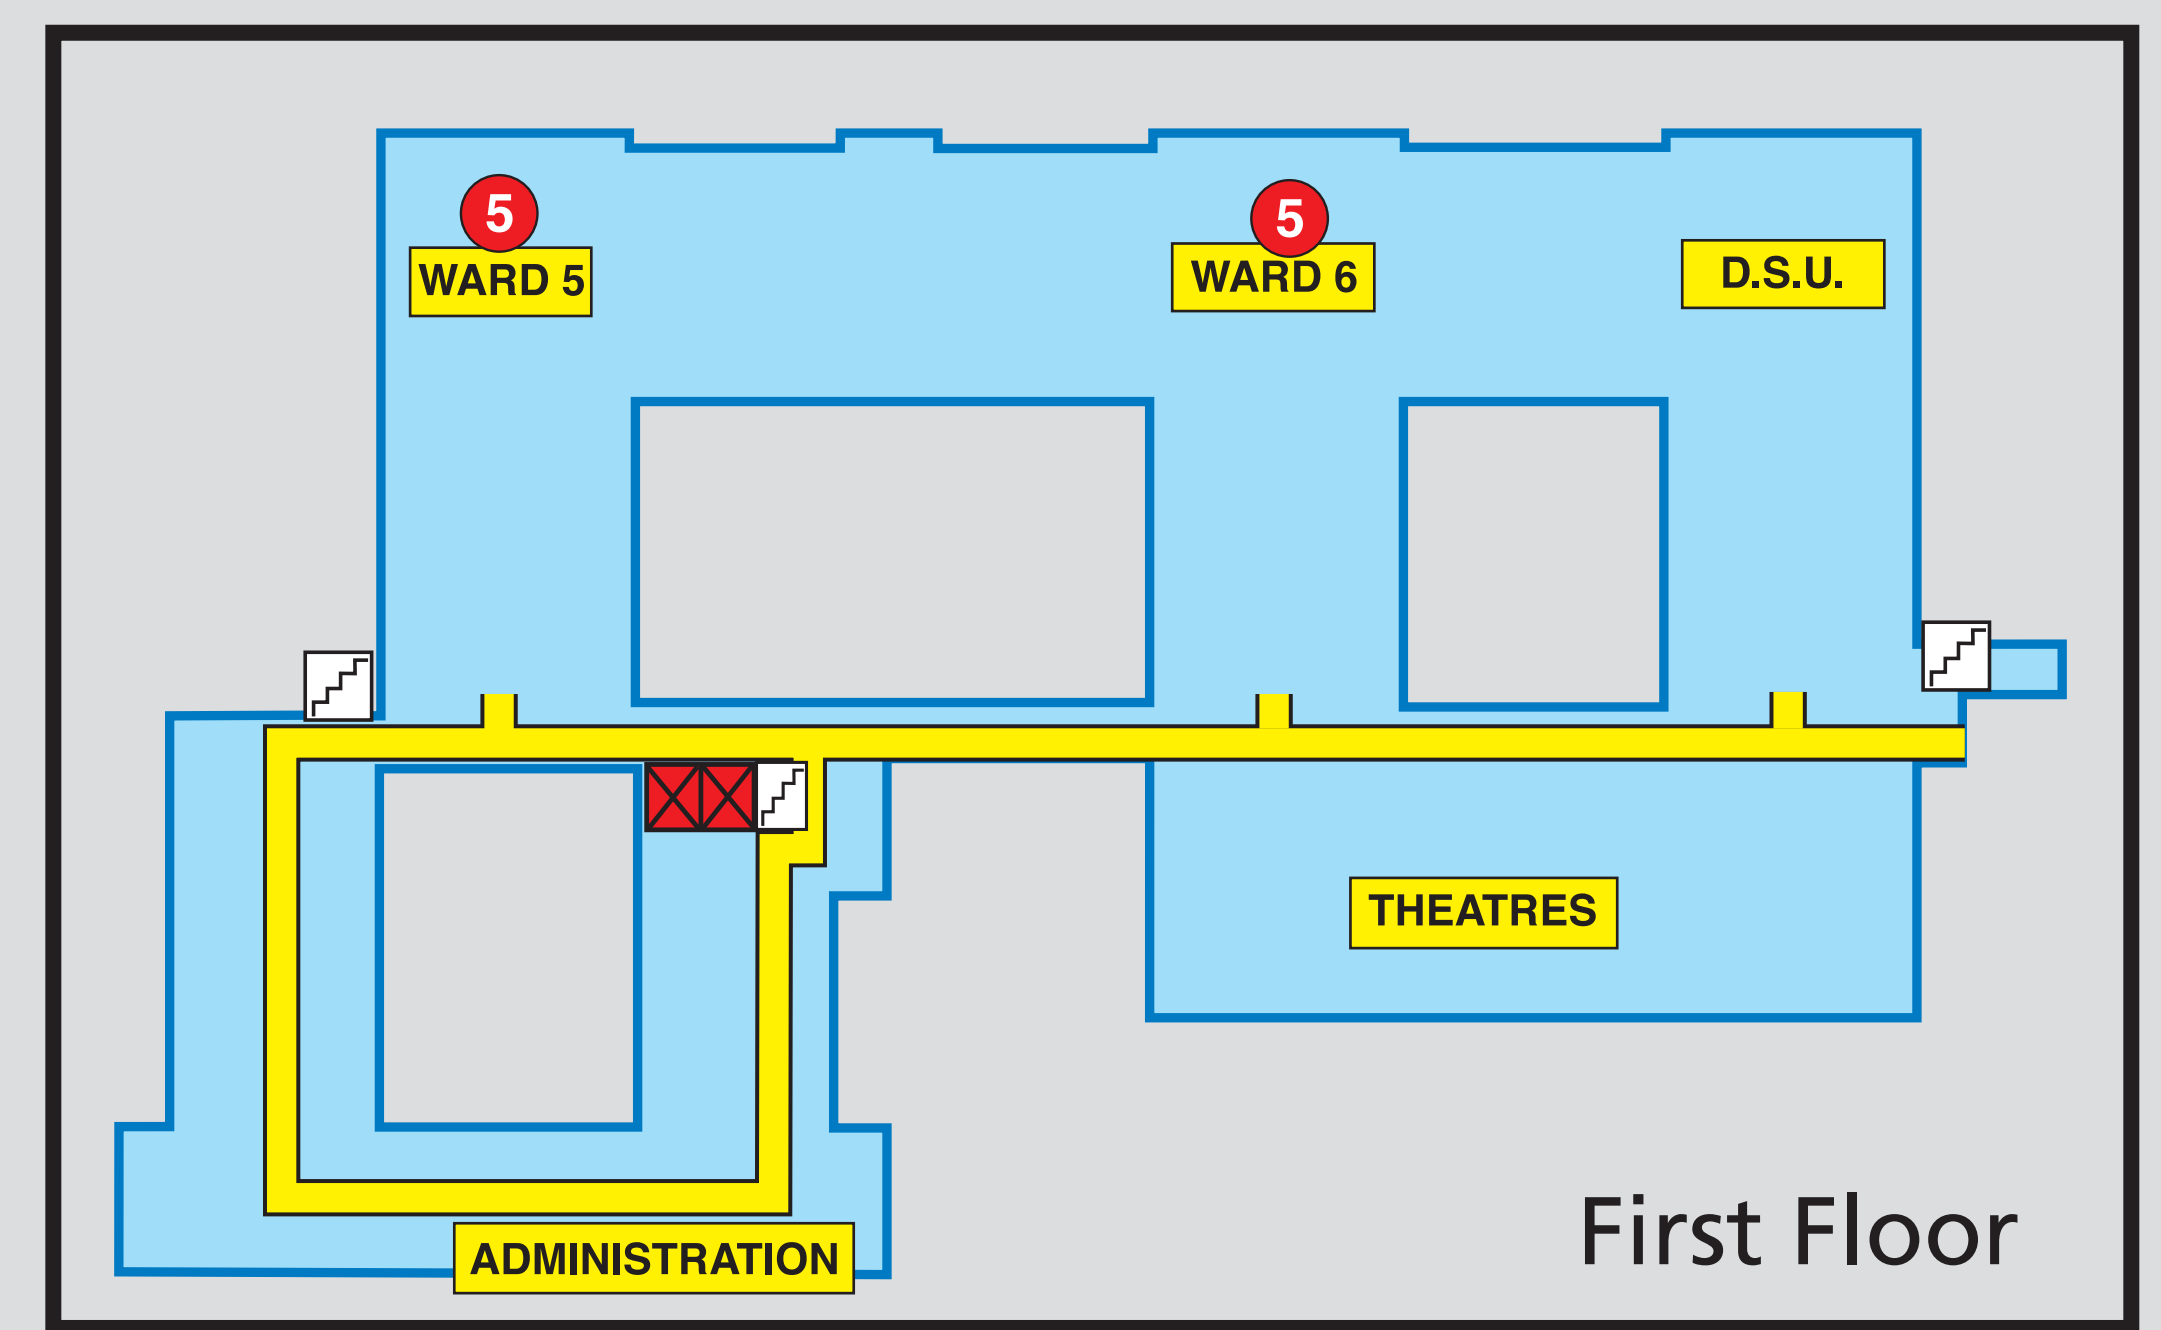 5
5
WARD 5
WARD 6
D.S.U.
THEATRES
ADMINISTRATION
First Floor